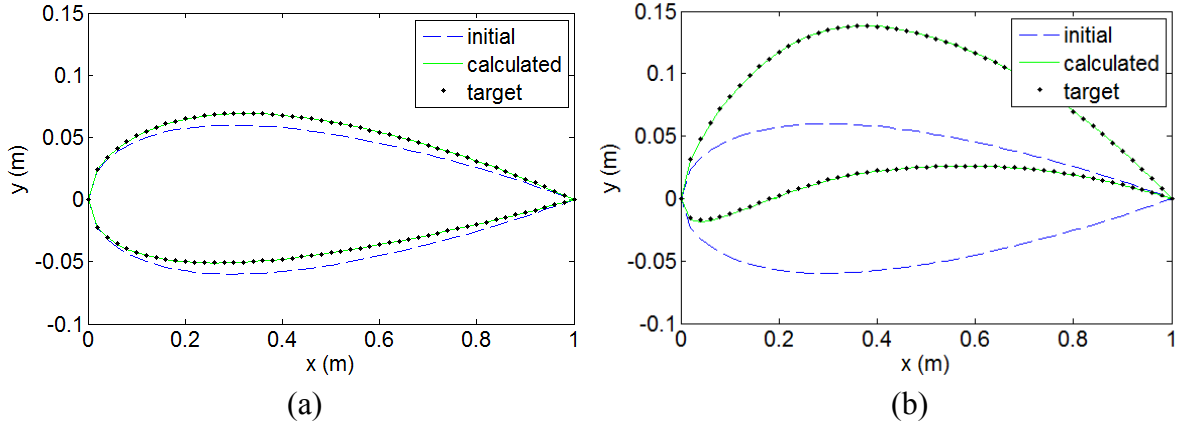 0.15
0.1
0.05
0
-0.05
-0.1
y (m)
0
0.2
0.4
0.6
0.8
1
x (m)
initial
calculated
target
(a)
0.15
0.1
0.05
0
-0.05
-0.1
y (m)
0
0.2
0.4
0.6
0.8
1
x (m)
initial
calculated
target
(b)